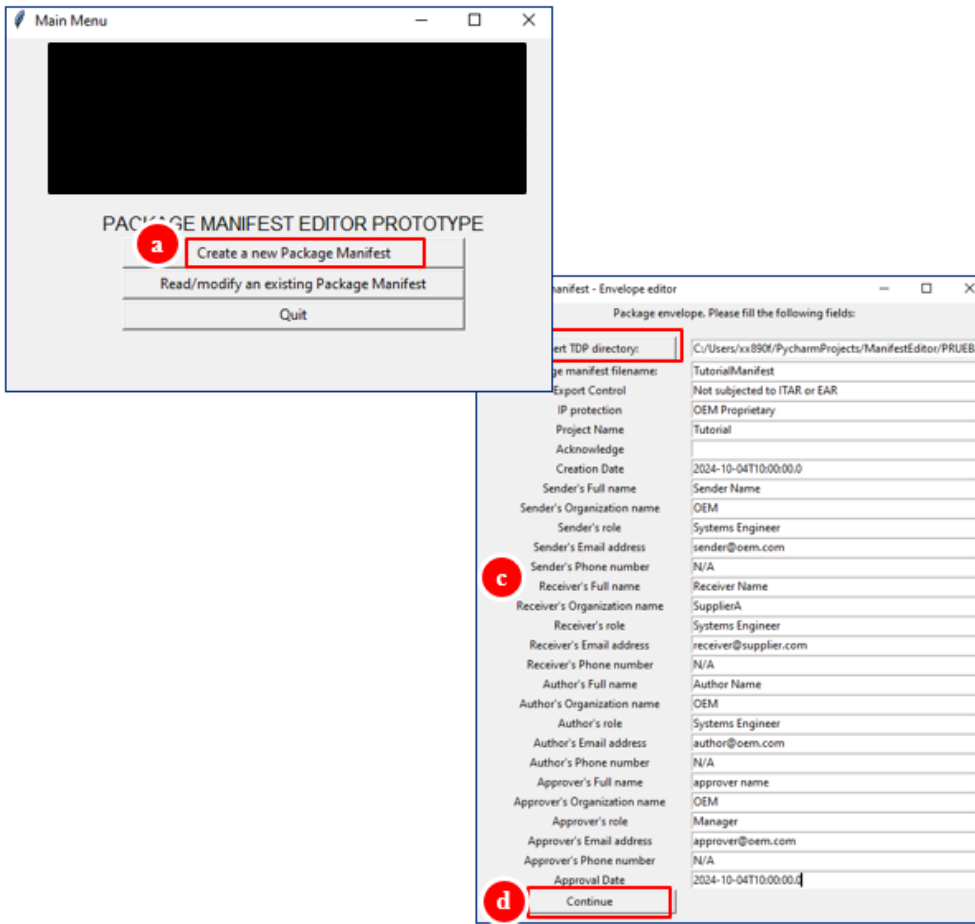 Main Menu
PACKAGE MANIFEST EDITOR PROTOTYPE
a
Create a new Package Manifest
Read/modify an existing Package Manifest
Quit
anifest - Envelope editor
Package envelope. Please fill the following fields:
ert TDP directory: C:/Users/xx890f/PycharmProjects/ManifestEditor/PRUEB
ge manifest filename: TutorialManifest
Export Control Not subjected to ITAR or EAR
IP protection OEM Proprietary
Project Name Tutorial
Acknowledge
Creation Date 2024-10-04T10:00:00.0
Sender's Full name Sender Name
Sender's Organization name OEM
Sender's role Systems Engineer
Sender's Email address sender@oem.com
Sender's Phone number N/A
c
Receiver's Full name Receiver Name
Receiver's Organization name SupplierA
Receiver's role Systems Engineer
Receiver's Email address receiver@supplier.com
Receiver's Phone number N/A
Author's Full name Author Name
Author's Organization name OEM
Author's role Systems Engineer
Author's Email address author@oem.com
Author's Phone number N/A
Approver's Full name approver name
Approver's Organization name OEM
Approver's role Manager
Approver's Email address approver@oem.com
Approver's Phone number N/A
Approval Date 2024-10-04T10:00:00.0
d
Continue